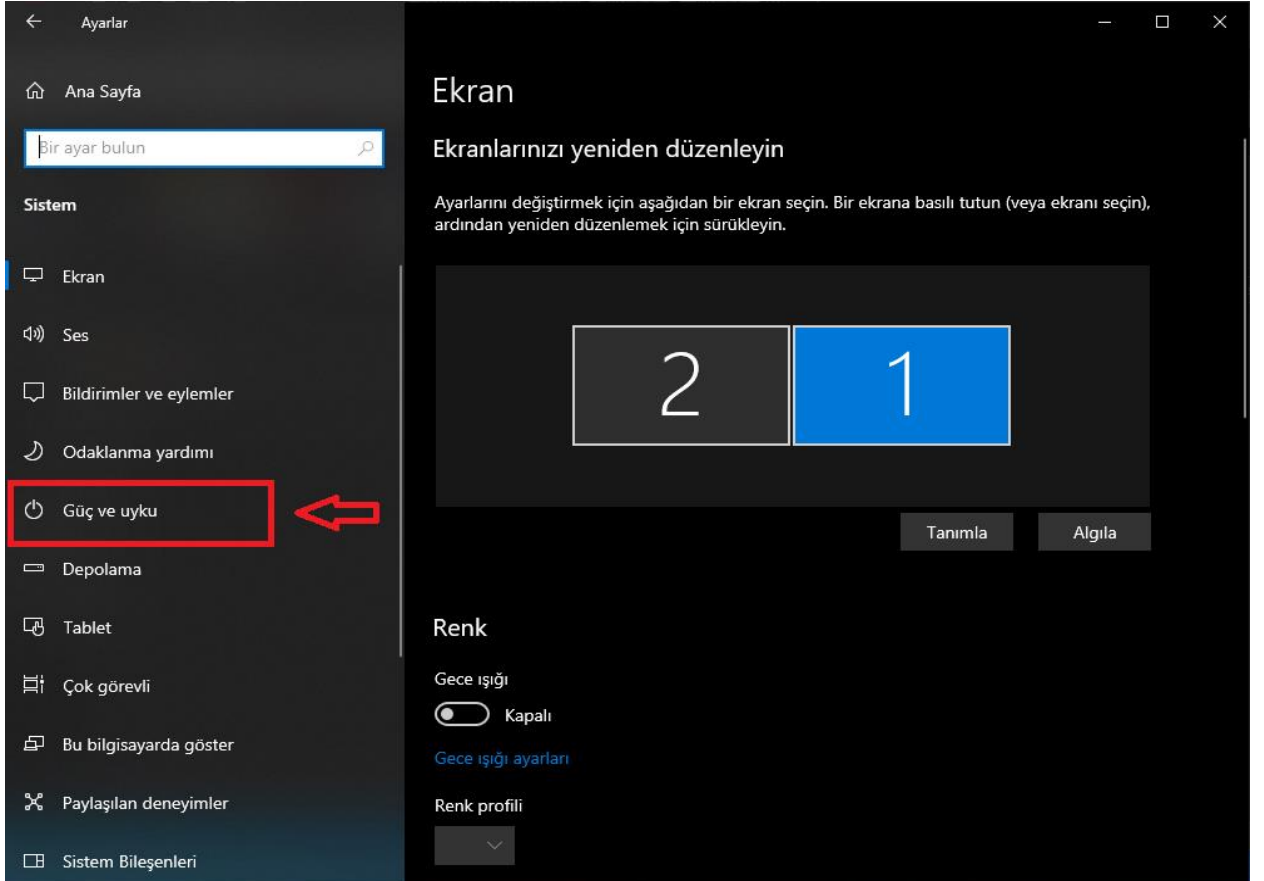 Ayarlar
Ana Sayfa
Bir ayar bulun
Sistem
Ekran
Ses
Bildirimler ve eylemler
Odaklanma yardımı
Güç ve uyku
Depolama
Tablet
Çok görevli
Bu bilgisayarda göster
Paylaşılan deneyimler
Sistem Bileşenleri
Ekran
Ekranlarınızı yeniden düzenleyin
Ayarlarını değiştirmek için aşağıdan bir ekran seçin. Bir ekrana basılı tutun (veya ekranı seçin),
ardından yeniden düzenlemek için sürükleyin.
2 1
Tanımla Algıla
Renk
Gece ışığı
Kapalı
Gece ışığı ayarları
Renk profili